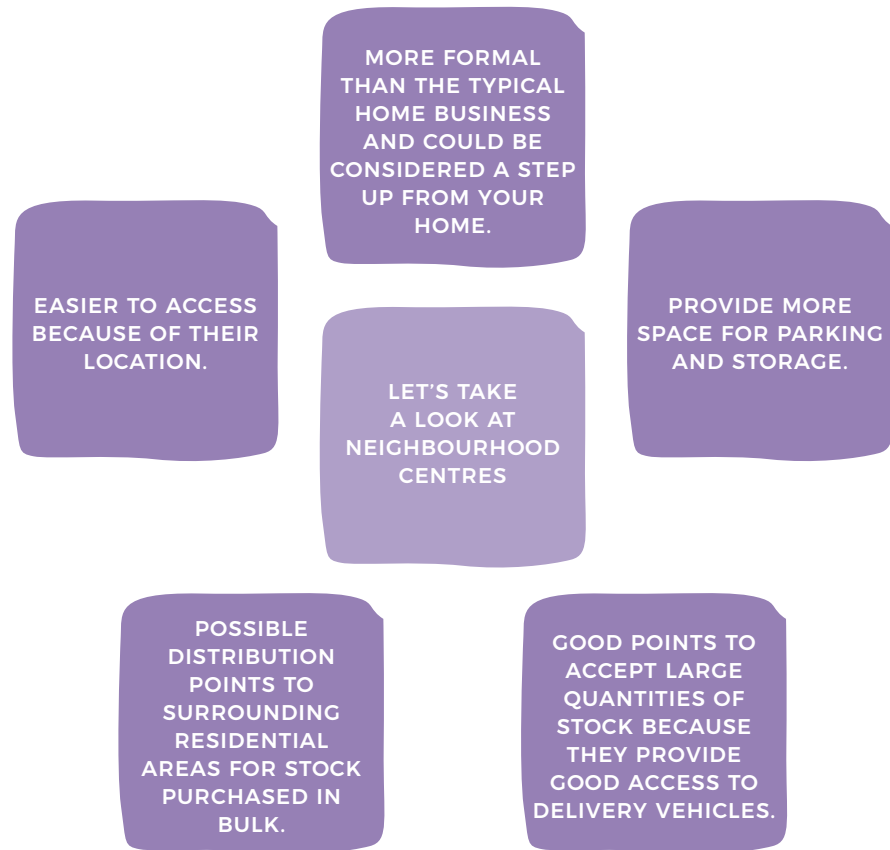 MORE FORMAL
THAN THE TYPICAL
HOME BUSINESS
AND COULD BE
CONSIDERED A STEP
UP FROM YOUR
HOME.
EASIER TO ACCESS
BECAUSE OF THEIR
LOCATION.
LET’S TAKE
A LOOK AT
NEIGHBOURHOOD
CENTRES
PROVIDE MORE
SPACE FOR PARKING
AND STORAGE.
POSSIBLE
DISTRIBUTION
POINTS TO
SURROUNDING
RESIDENTIAL
AREAS FOR STOCK
PURCHASED IN
BULK.
GOOD POINTS TO
ACCEPT LARGE
QUANTITIES OF
STOCK BECAUSE
THEY PROVIDE
GOOD ACCESS TO
DELIVERY VEHICLES.